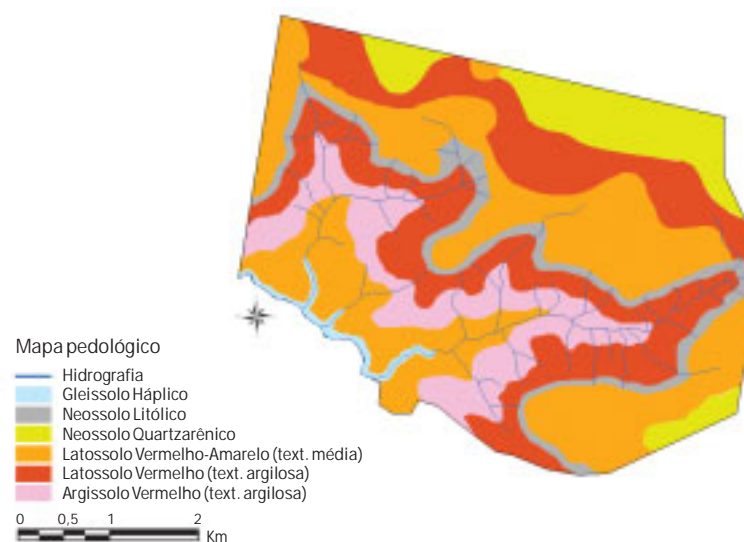 Mapa pedológico
Hidrografia
Gleissolo Háplico
Neossolo Litólico
Neossolo Quartzarênico
Latossolo Vermelho-Amarelo (text. média)
Latossolo Vermelho (text. argilosa)
Argissolo Vermelho (text. argilosa)
0 0,5 1 2
Km